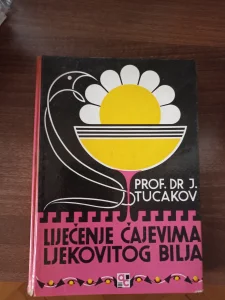 PROF. DR J.
TUCAKOV
LIJEČENJE ČAJEVIMA
LJEKOVITOG BILJA